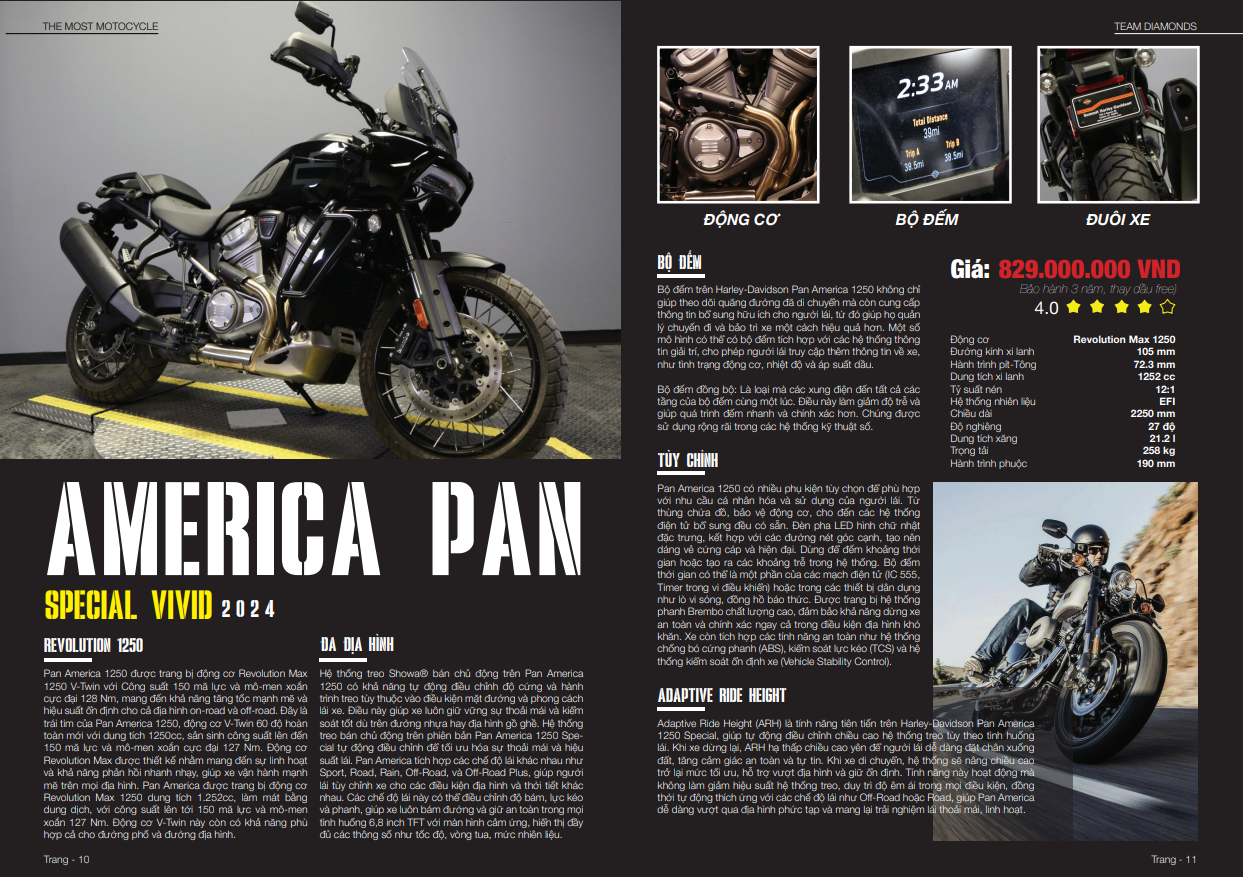 THE MOST MOTOCYCLE
AMERICA PAN
SPECIAL VIVID 2024
REVOLUTION 1250
Pan America 1250 được trang bị động cơ Revolution Max
1250 V-Twin với Công suất 150 mã lực và mô-men xoắn
cực đại 128 Nm, mang đến khả năng tăng tốc mạnh mẽ và
hiệu suất ổn định cho cả địa hình on-road và off-road. Đây là
trái tim của Pan America 1250, động cơ V-Twin 60 độ hoàn
toàn mới với dung tích 1250cc, sản sinh công suất lên đến
150 mã lực và mô-men xoắn cực đại 127 Nm. Động cơ
Revolution Max được thiết kế nhằm mang đến sự linh hoạt
và khả năng phản hồi nhanh nhạy, giúp xe vận hành mạnh
mẽ trên mọi địa hình. Pan America được trang bị động cơ
Revolution Max 1250 dung tích 1.252cc, làm mát bằng
dung dịch, với công suất lên tới 150 mã lực và mô-men
xoắn 127 Nm. Động cơ V-Twin này còn có khả năng phù
hợp cả cho đường phố và đường địa hình.
ĐA ĐỊA HÌNH
Hệ thống treo Showa® bán chủ động trên Pan America
1250 có khả năng tự động điều chỉnh độ cứng và hành
trình treo tùy thuộc vào điều kiện mặt đường và phong cách
lái xe. Điều này giúp xe luôn giữ vững sự thoải mái và kiểm
soát tốt dù trên đường nhựa hay địa hình gồ ghề. Hệ thống
treo bán chủ động trên phiên bản Pan America 1250 Spe-
cial tự động điều chỉnh để tối ưu hóa sự thoải mái và hiệu
suất lái. Pan America tích hợp các chế độ lái khác nhau như
Sport, Road, Rain, Off-Road, và Off-Road Plus, giúp người
lái tùy chỉnh xe cho các điều kiện địa hình và thời tiết khác
nhau. Các chế độ lái này có thể điều chỉnh độ bám, lực kéo
và phanh, giúp xe luôn bám đường và giữ an toàn trong mọi
tình huống 6,8 inch TFT với màn hình cảm ứng, hiển thị đầy
đủ các thông số như tốc độ, vòng tua, mức nhiên liệu.
Trang - 10
TEAM DIAMONDS
2:33 AM
Total Distance
39mi
Trip A
38.5mi
Trip B
38.5mi
ĐỘNG CƠ
BỘ ĐẾM
ĐUÔI XE
BỘ ĐẾM
Bộ đếm trên Harley-Davidson Pan America 1250 không chỉ
giúp theo dõi quãng đường đã di chuyển mà còn cung cấp
thông tin bổ sung hữu ích cho người lái, từ đó giúp họ quản
lý chuyến đi và bảo trì xe một cách hiệu quả hơn. Một số
mô hình có thể có bộ đếm tích hợp với các hệ thống thông
tin giải trí, cho phép người lái truy cập thêm thông tin về xe,
như tình trạng động cơ, nhiệt độ và áp suất dầu.
Bộ đếm đồng bộ: Là loại mà các xung điện đến tất cả các
tầng của bộ đếm cùng một lúc. Điều này làm giảm độ trễ và
giúp quá trình đếm nhanh và chính xác hơn. Chúng được
sử dụng rộng rãi trong các hệ thống kỹ thuật số.
TÙY CHỈNH
Pan America 1250 có nhiều phụ kiện tùy chọn để phù hợp
với nhu cầu cá nhân hóa và sử dụng của người lái. Từ
thùng chứa đồ, bảo vệ động cơ, cho đến các hệ thống
điện tử bổ sung đều có sẵn. Đèn pha LED hình chữ nhật
đặc trưng, kết hợp với các đường nét góc cạnh, tạo nên
dáng vẻ cứng cáp và hiện đại. Dùng để đếm khoảng thời
gian hoặc tạo ra các khoảng trễ trong hệ thống. Bộ đếm
thời gian có thể là một phần của các mạch điện tử (IC 555,
Timer trong vi điều khiển) hoặc trong các thiết bị dân dụng
như lò vi sóng, đồng hồ báo thức. Được trang bị hệ thống
phanh Brembo chất lượng cao, đảm bảo khả năng dừng xe
an toàn và chính xác ngay cả trong điều kiện địa hình khó
khăn. Xe còn tích hợp các tính năng an toàn như hệ thống
chống bó cứng phanh (ABS), kiểm soát lực kéo (TCS) và hệ
thống kiểm soát ổn định xe (Vehicle Stability Control).
ADAPTIVE RIDE HEIGHT
Adaptive Ride Height (ARH) là tính năng tiên tiến trên Harley-Davidson Pan America
1250 Special, giúp tự động điều chỉnh chiều cao hệ thống treo tùy theo tình huống
lái. Khi xe dừng lại, ARH hạ thấp chiều cao yên để người lái dễ dàng đặt chân xuống
đất, tăng cảm giác an toàn và tự tin. Khi xe di chuyển, hệ thống sẽ nâng chiều cao
trở lại mức tối ưu, hỗ trợ vượt địa hình và giữ ổn định. Tính năng này hoạt động mà
không làm giảm hiệu suất hệ thống treo, duy trì độ êm ái trong mọi điều kiện, đồng
thời tự động thích ứng với các chế độ lái như Off-Road hoặc Road, giúp Pan America
dễ dàng vượt qua địa hình phức tạp và mang lại trải nghiệm lái thoải mái, linh hoạt.
Giá: 829.000.000 VND
Bảo hành 3 năm, thay dầu free)
4.0
Động cơ Revolution Max 1250
Đường kính xi lanh 105 mm
Hành trình pít-Tông 72.3 mm
Dung tích xi lanh 1252 cc
Tỷ suất nén 12:1
Hệ thống nhiên liệu EFI
Chiều dài 2250 mm
Độ nghiêng 27 độ
Dung tích xăng 21.2 l
Trọng tải 258 kg
Hành trình phuộc 190 mm
Trang - 11